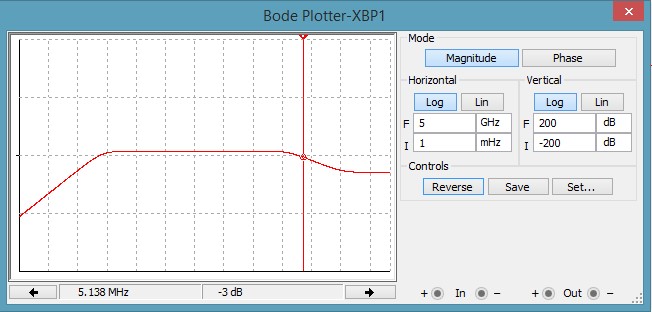 Bode Plotter-XBP1
Mode
Magnitude Phase
Horizontal Vertical
Log Lin Log Lin
F 5 GHz F 200 dB
I 1 mHz I -200 dB
Controls
Reverse Save Set...
5.138 MHz -3 dB
+ In - + Out -